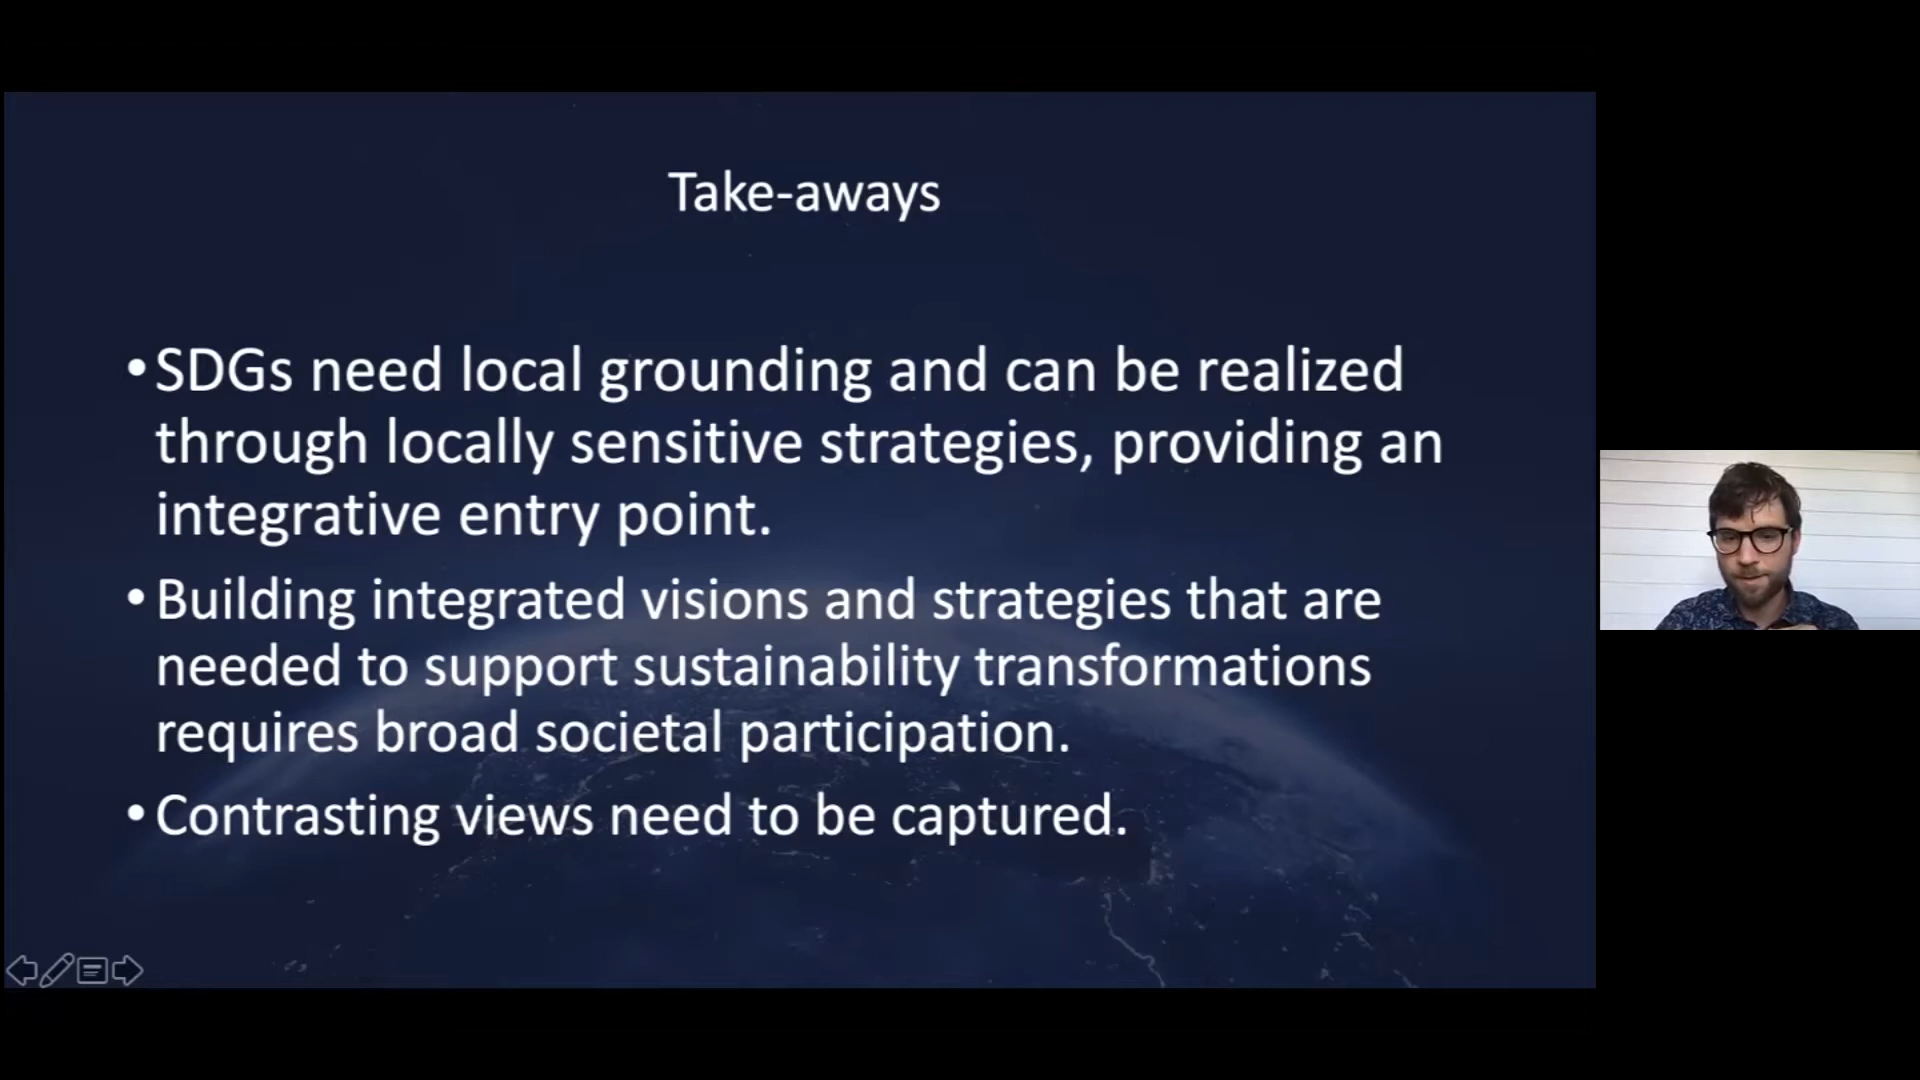 Take-aways
•SDGs need local grounding and can be realized
through locally sensitive strategies, providing an
integrative entry point.
•Building integrated visions and strategies that are
needed to support sustainability transformations
requires broad societal participation.
•Contrasting views need to be captured.